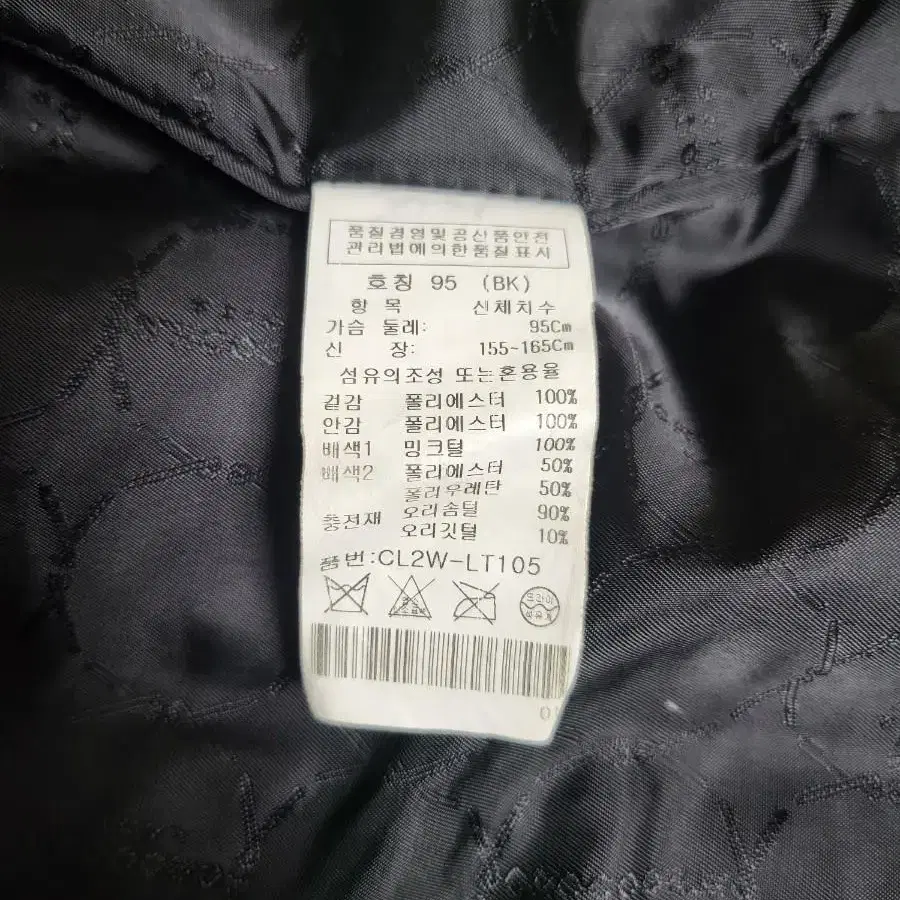 품질경영및공산품안전
관리법에의한품질표시
호칭 95 (BK)
항 목 신체치수
가슴 둘레: 95Cm
신 장: 155~165Cm
섬유의조성 또는혼용율
겉감 폴리에스터 100%
안감 폴리에스터 100%
배색1 밍크털 100%
배색2 폴리에스터 50%
폴리우레탄 50%
충전재 오리솜털 90%
오리깃털 10%
품번:CL2W-LT105
드라이